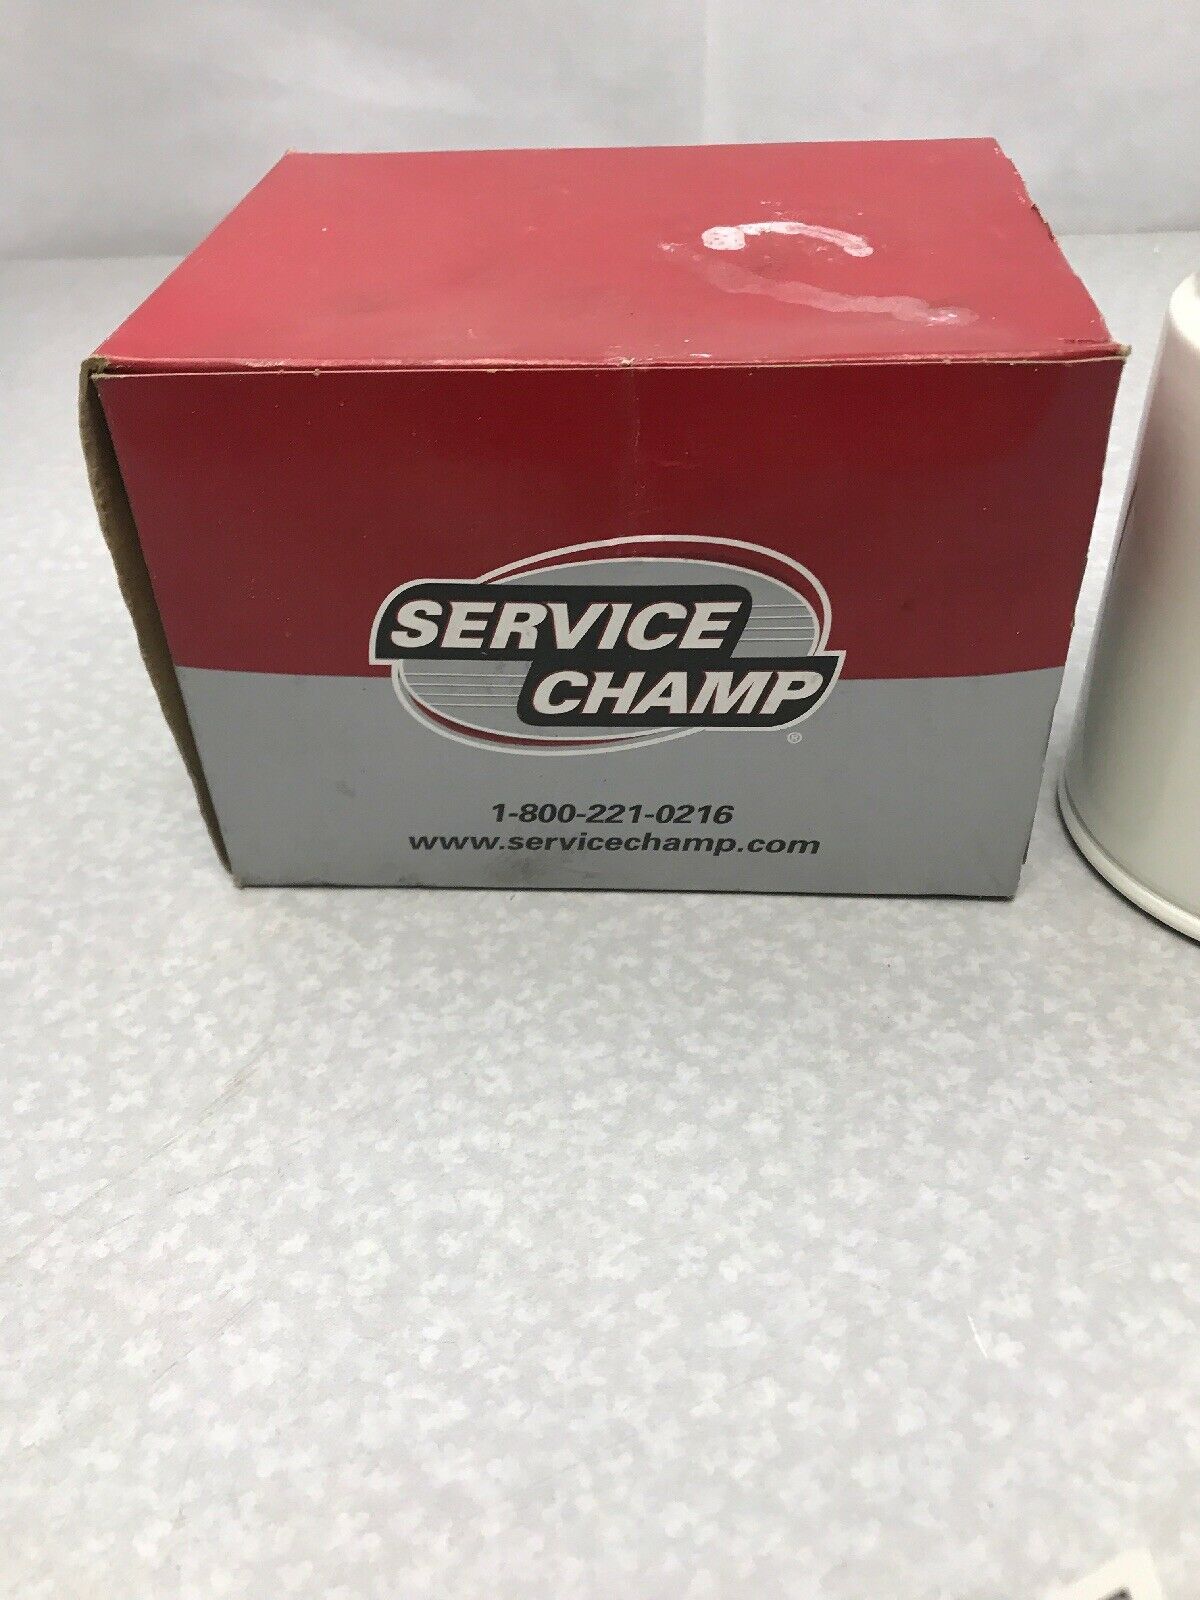 SERVICE
CHAMP
®
1-800-221-0216
www.servicechamp.com